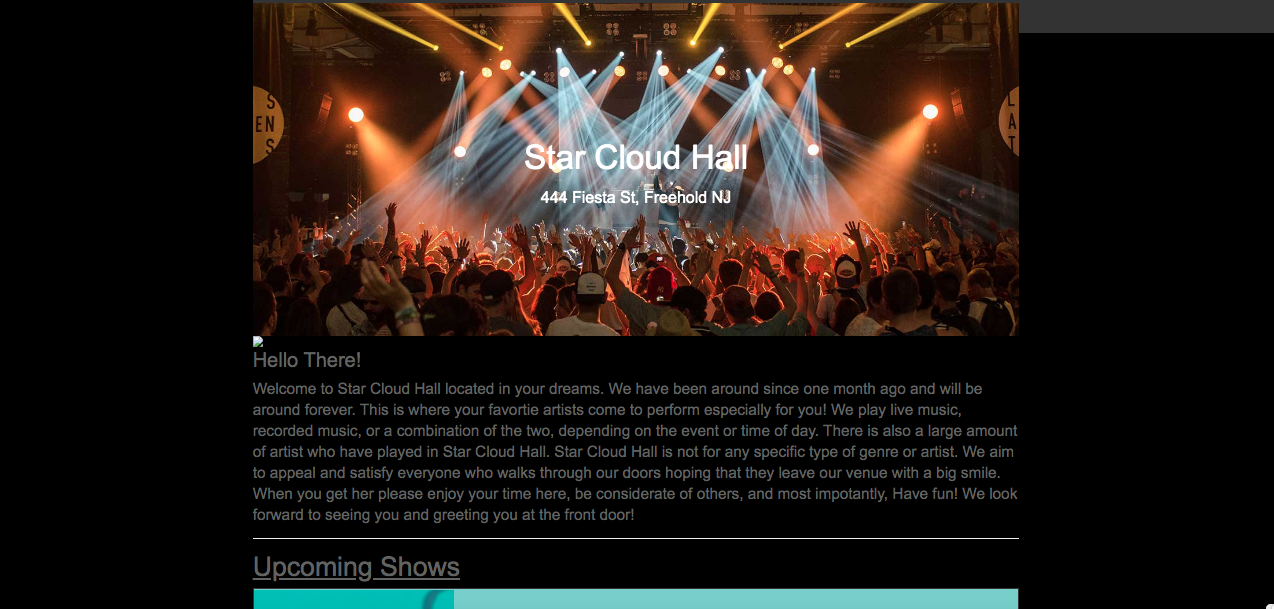 S
EN
S
L
A
T
Star Cloud Hall
444 Fiesta St, Freehold NJ
Hello There!
Welcome to Star Cloud Hall located in your dreams. We have been around since one month ago and will be
around forever. This is where your favortie artists come to perform especially for you! We play live music,
recorded music, or a combination of the two, depending on the event or time of day. There is also a large amount
of artist who have played in Star Cloud Hall. Star Cloud Hall is not for any specific type of genre or artist. We aim
to appeal and satisfy everyone who walks through our doors hoping that they leave our venue with a big smile.
When you get her please enjoy your time here, be considerate of others, and most impotantly, Have fun! We look
forward to seeing you and greeting you at the front door!
Upcoming Shows